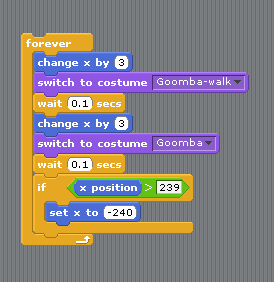 forever
change x by 3
switch to costume Goomba-walk
wait 0.1 secs
change x by 3
switch to costume Goomba
wait 0.1 secs
if x position > 239
set x to -240